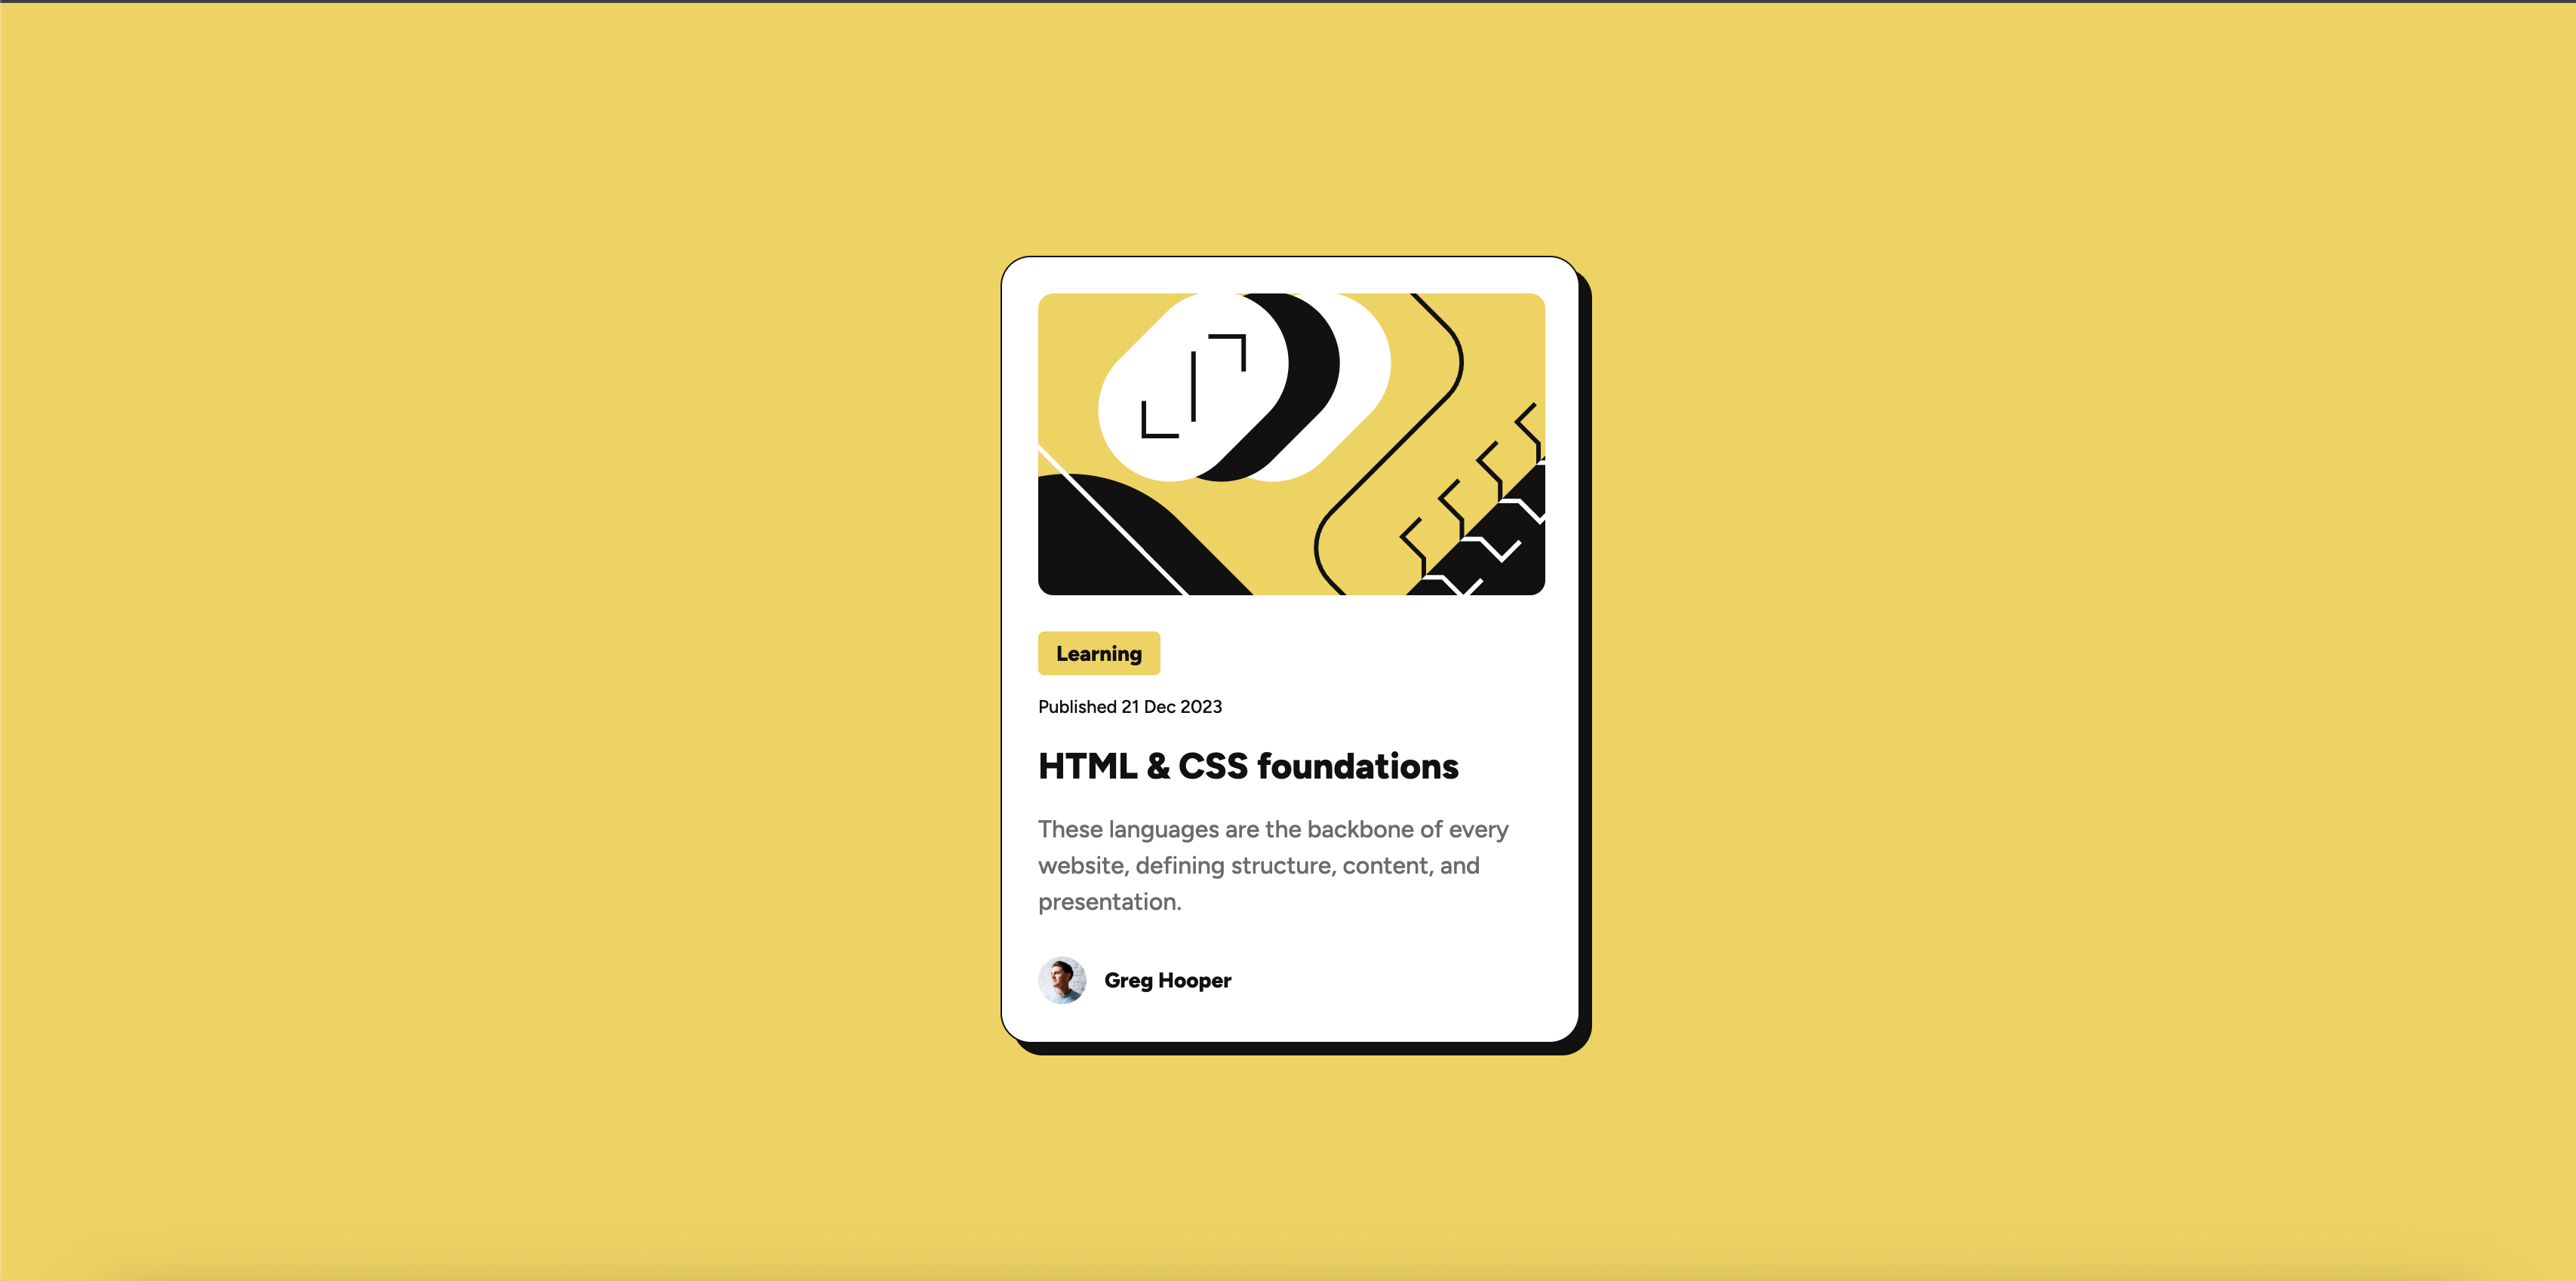 Learning
Published 21 Dec 2023
HTML & CSS foundations
These languages are the backbone of every
website, defining structure, content, and
presentation.
Greg Hooper